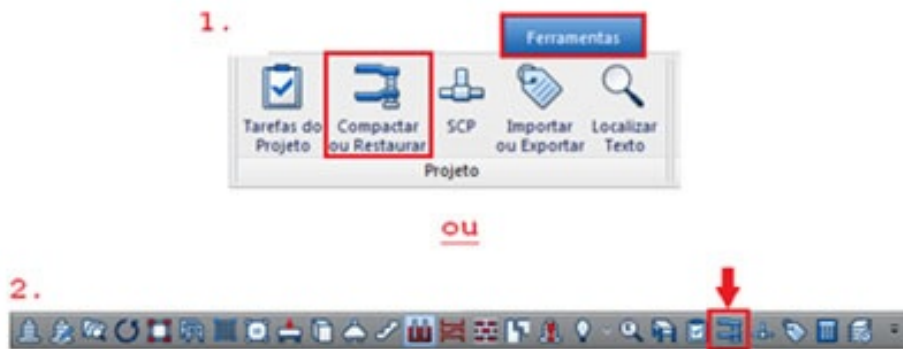 1.
Ferramentas
Tarefas do Projeto
Compactar ou Restaurar
SCP
Importar ou Exportar
Localizar Texto
Projeto
ou
2.